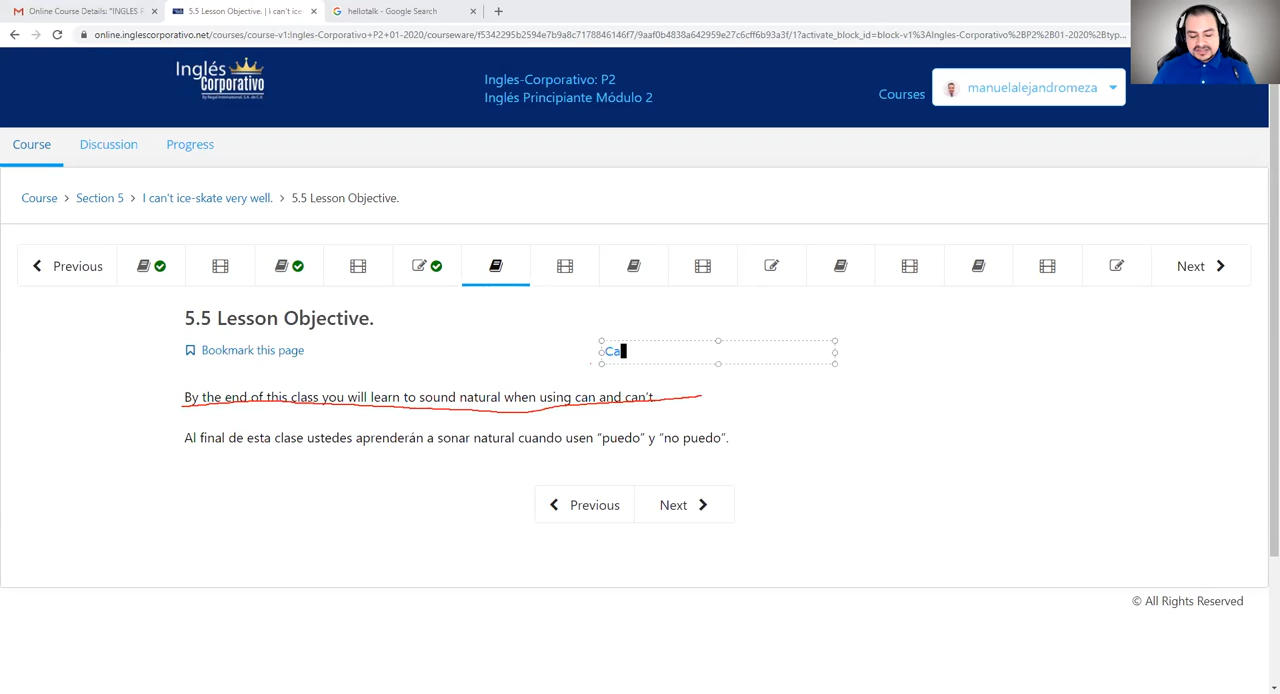 Online Course Details: "INGLES F
5.5 Lesson Objective. | I can't ice-
hellotalk - Google Search
online.inglescorporativo.net/courses/course-v1:Ingles-Corporativo+P2+01-2020/courseware/f5342295b2594e7b9a8c7178846146f7/9aaf0b4838a642959e27c6cff6b93a3f/1?activate_block_id=block-v1%3AIngles-Corporativo%2BP2%2B01-2020%2Btyp...
Inglés
Corporativo
Ingles-Corporativo: P2
Inglés Principiante Módulo 2
Courses
manuelalejandromeza
Course
Discussion
Progress
Course > Section 5 > I can't ice-skate very well. > 5.5 Lesson Objective.
Previous
Next
5.5 Lesson Objective.
Bookmark this page
Ca
By the end of this class you will learn to sound natural when using can and can't.
Al final de esta clase ustedes aprenderán a sonar natural cuando usen “puedo” y “no puedo”.
Previous
Next
© All Rights Reserved